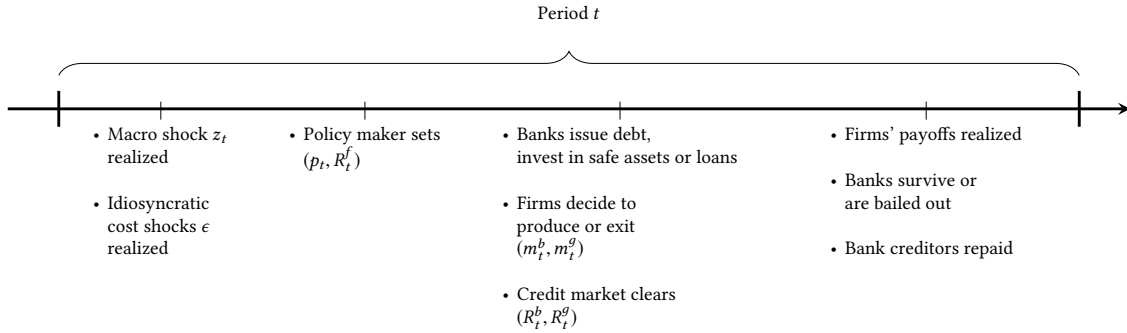 Period t
• Macro shock z_t
realized
• Idiosyncratic
cost shocks ϵ
realized
• Policy maker sets
(p_t, R_t^f)
• Banks issue debt,
invest in safe assets or loans
• Firms decide to
produce or exit
(m_t^b, m_t^g)
• Credit market clears
(R_t^b, R_t^g)
• Firms’ payoffs realized
• Banks survive or
are bailed out
• Bank creditors repaid